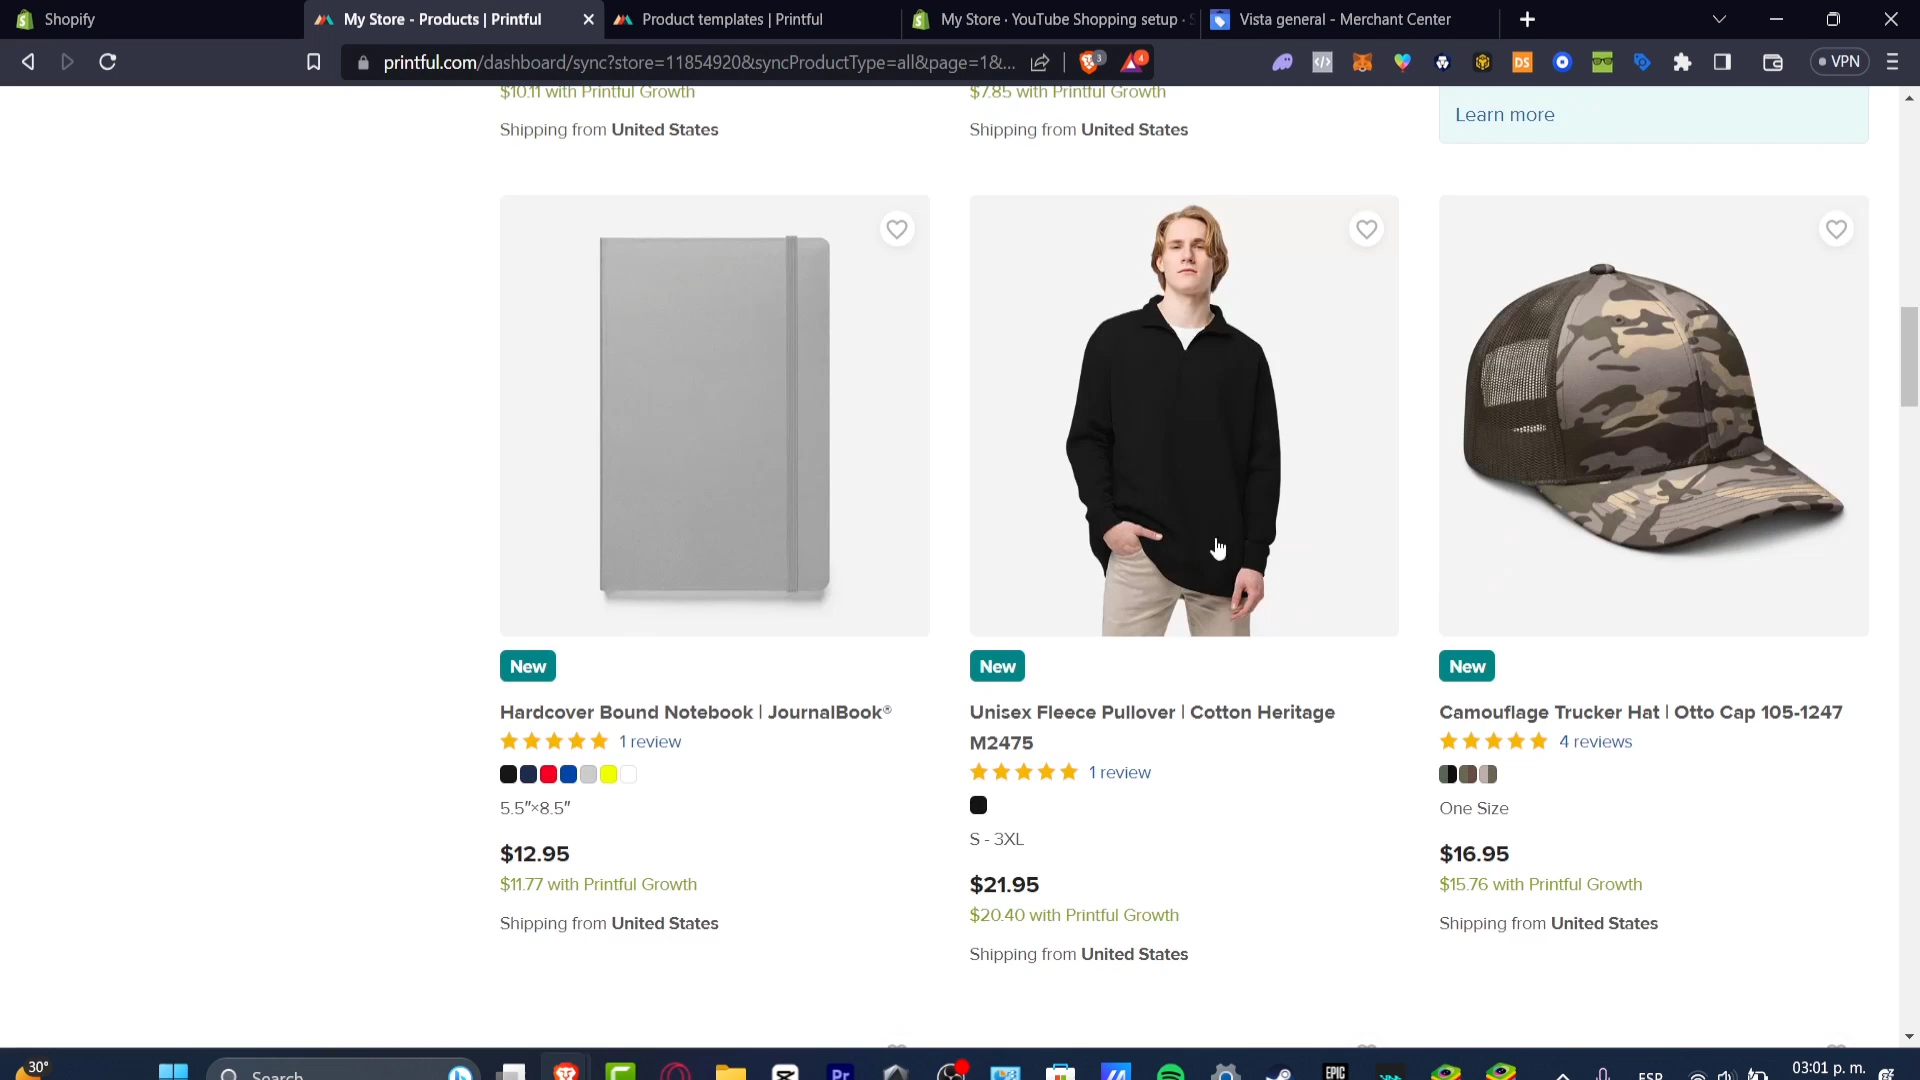 Shopify
My Store - Products | Printful
Product templates | Printful
My Store · YouTube Shopping setup ·
Vista general - Merchant Center
printful.com/dashboard/sync?store=11854920&syncProductType=all&page=1&...
3
4
DS
VPN
$10.11 with Printful Growth
Shipping from United States
$7.85 with Printful Growth
Shipping from United States
Learn more
New
Hardcover Bound Notebook | JournalBook®
1 review
5.5″×8.5″
$12.95
$11.77 with Printful Growth
Shipping from United States
New
Unisex Fleece Pullover | Cotton Heritage
M2475
1 review
S - 3XL
$21.95
$20.40 with Printful Growth
Shipping from United States
New
Camouflage Trucker Hat | Otto Cap 105-1247
4 reviews
One Size
$16.95
$15.76 with Printful Growth
Shipping from United States
30°
Search
Pr
EPIC
ESP
03:01 p. m.